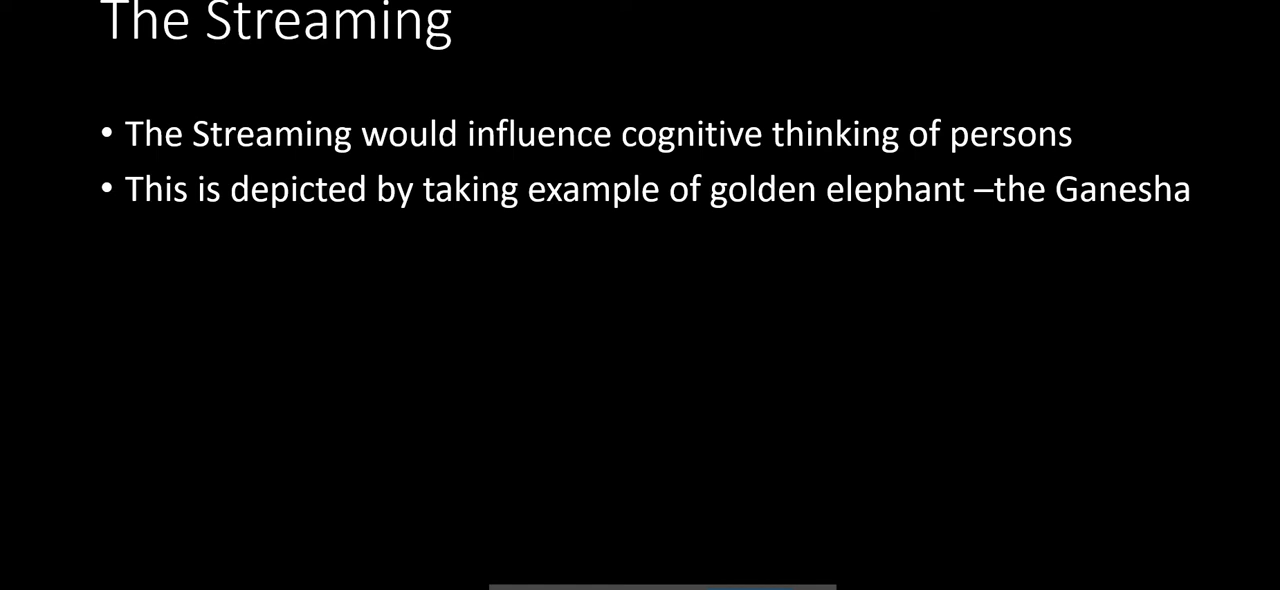 The Streaming
• The Streaming would influence cognitive thinking of persons
• This is depicted by taking example of golden elephant –the Ganesha